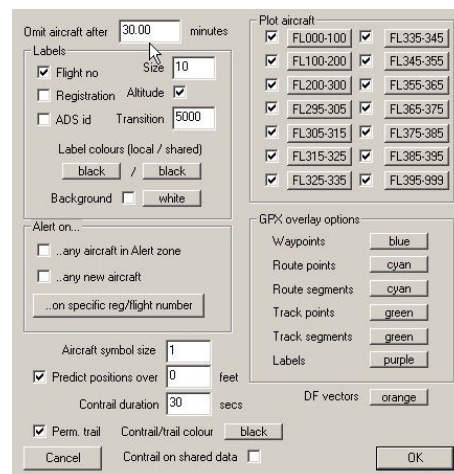 Omit aircraft after 30.00 minutes
Labels
Flight no Size 10
Registration Altitude
ADS id Transition 5000
Label colours (local / shared)
black / black
Background white
Alert on...
..any aircraft in Alert zone
..any new aircraft
..on specific reg/flight number
Aircraft symbol size 1
Predict positions over 0 feet
Contrail duration 30 secs
Perm. trail Contrail/trail colour black
Cancel Contrail on shared data
Plot aircraft
FL000-100 FL335-345
FL100-200 FL345-355
FL200-300 FL355-365
FL295-305 FL365-375
FL305-315 FL375-385
FL315-325 FL385-395
FL325-335 FL395-999
GPX overlay options
Waypoints blue
Route points cyan
Route segments cyan
Track points green
Track segments green
Labels purple
DF vectors orange
OK